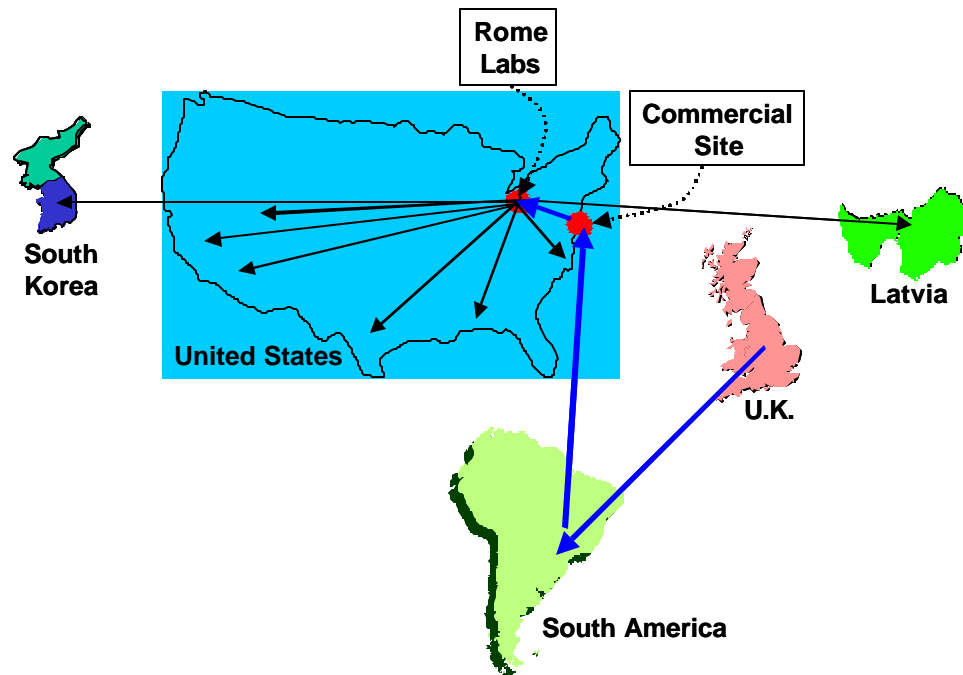 Rome
Labs
Commercial
Site
South
Korea
Latvia
United States
U.K.
South America